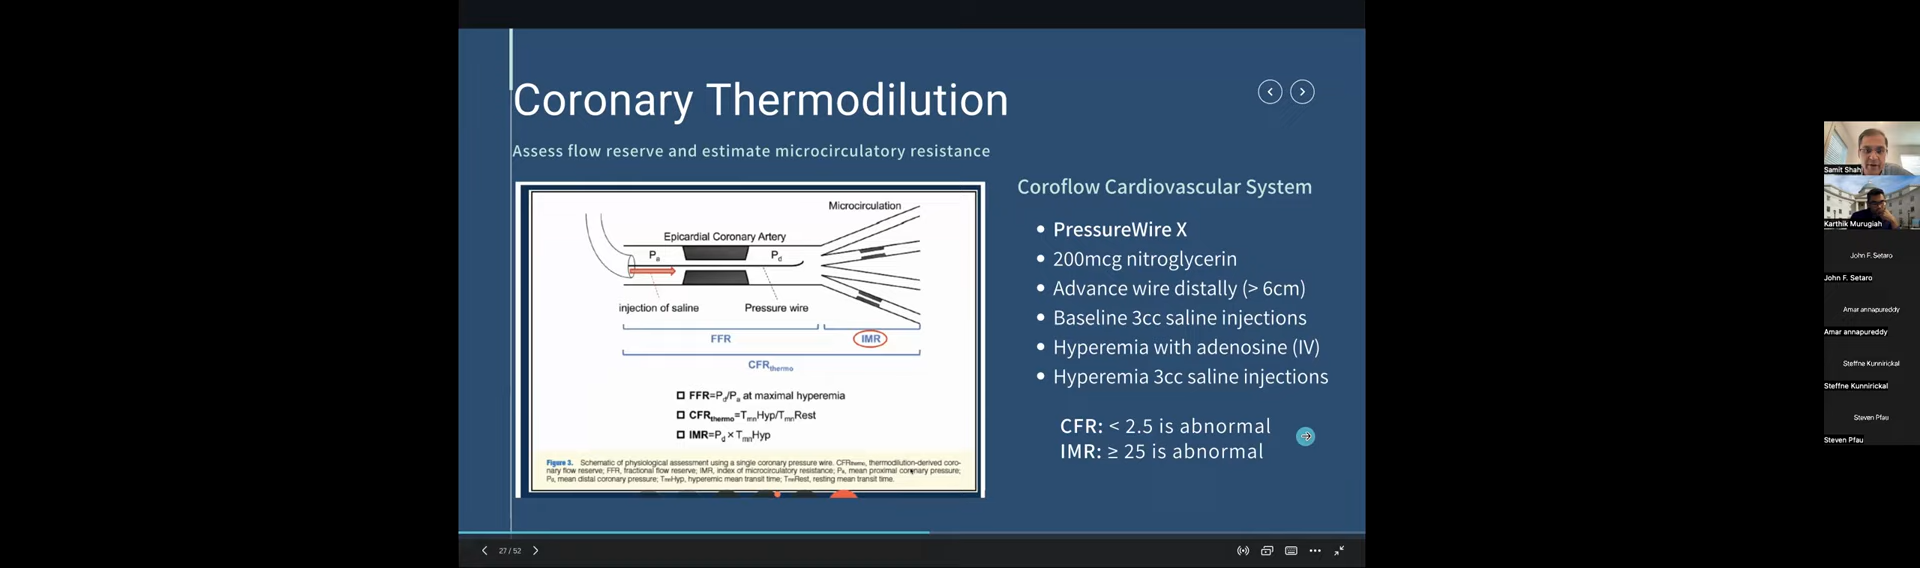 Coronary Thermodilution
Assess flow reserve and estimate microcirculatory resistance
Microcirculation
Epicardial Coronary Artery
Pa
Pd
injection of saline
Pressure wire
FFR
IMR
CFRthermo
FFR=Pd/Pa at maximal hyperemia
CFRthermo=TmnHyp/TmnRest
IMR=Pd × TmnHyp
Figure 3. Schematic of physiological assessment using a single coronary pressure wire. CFRthermo, thermodilution-derived coro-
nary flow reserve; FFR, fractional flow reserve; IMR, index of microcirculatory resistance; Pa, mean proximal coronary pressure;
Pd, mean distal coronary pressure; TmnHyp, hyperemic mean transit time; TmnRest, resting mean transit time.
Coroflow Cardiovascular System
• PressureWire X
• 200mcg nitroglycerin
• Advance wire distally (> 6cm)
• Baseline 3cc saline injections
• Hyperemia with adenosine (IV)
• Hyperemia 3cc saline injections
CFR: < 2.5 is abnormal
IMR: ≥ 25 is abnormal
27 / 52
Samit Shah
Karthik Murugiah
John F. Setaro
John F. Setaro
Amar annapureddy
Amar annapureddy
Steffne Kunnirickal
Steffne Kunnirickal
Steven Pfau
Steven Pfau